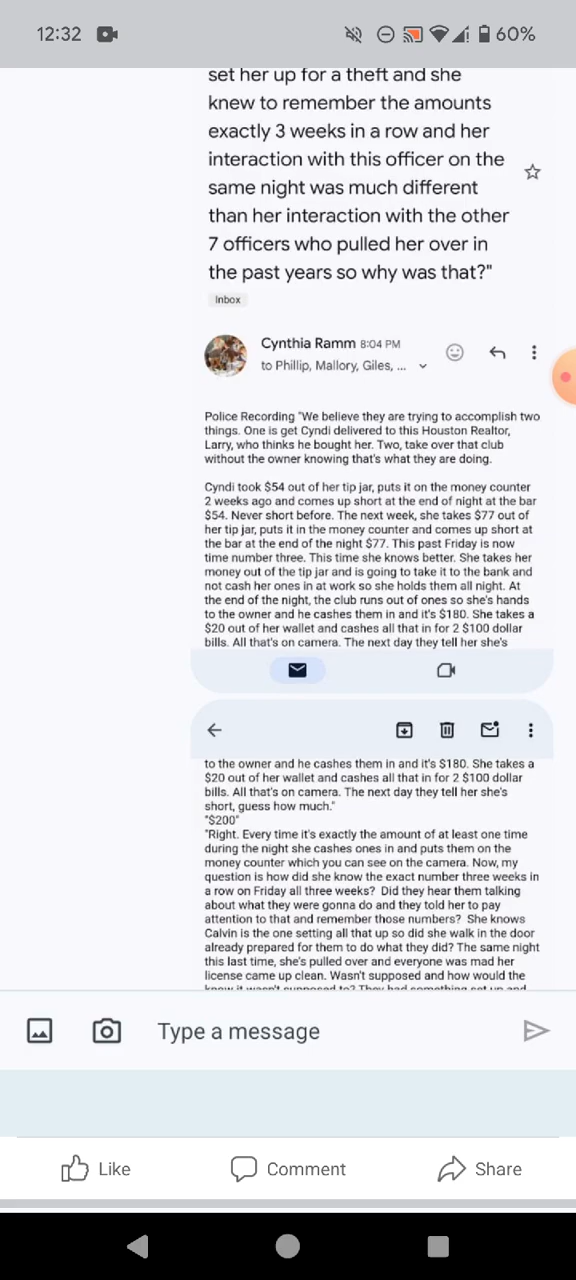 12:32
60%
set her up for a theft and she
knew to remember the amounts
exactly 3 weeks in a row and her
interaction with this officer on the
same night was much different
than her interaction with the other
7 officers who pulled her over in
the past years so why was that?"
Inbox
Cynthia Ramm 8:04 PM
to Phillip, Mallory, Giles, ...
Police Recording "We believe they are trying to accomplish two
things. One is get Cyndi delivered to this Houston Realtor,
Larry, who thinks he bought her. Two, take over that club
without the owner knowing that's what they are doing.
Cyndi took $54 out of her tip jar, puts it on the money counter
2 weeks ago and comes up short at the end of night at the bar
$54. Never short before. The next week, she takes $77 out of
her tip jar, puts it in the money counter and comes up short at
the bar at the end of the night $77. This past Friday is now
time number three. This time she knows better. She takes her
money out of the tip jar and is going to take it to the bank and
not cash her ones in at work so she holds them all night. At
the end of the night, the club runs out of ones so she's hands
to the owner and he cashes them in and it's $180. She takes a
$20 out of her wallet and cashes all that in for 2 $100 dollar
bills. All that's on camera. The next day they tell her she's
to the owner and he cashes them in and it's $180. She takes a
$20 out of her wallet and cashes all that in for 2 $100 dollar
bills. All that's on camera. The next day they tell her she's
short, guess how much."
"$200"
"Right. Every time it's exactly the amount of at least one time
during the night she cashes ones in and puts them on the
money counter which you can see on the camera. Now, my
question is how did she know the exact number three weeks in
a row on Friday all three weeks? Did they hear them talking
about what they were gonna do and they told her to pay
attention to that and remember those numbers? She knows
Calvin is the one setting all that up so did she walk in the door
already prepared for them to do what they did? The same night
this last time, she's pulled over and everyone was mad her
license came up clean. Wasn't supposed and how would the
know it wasn't supposed to? They had something set up and
Type a message
Like
Comment
Share